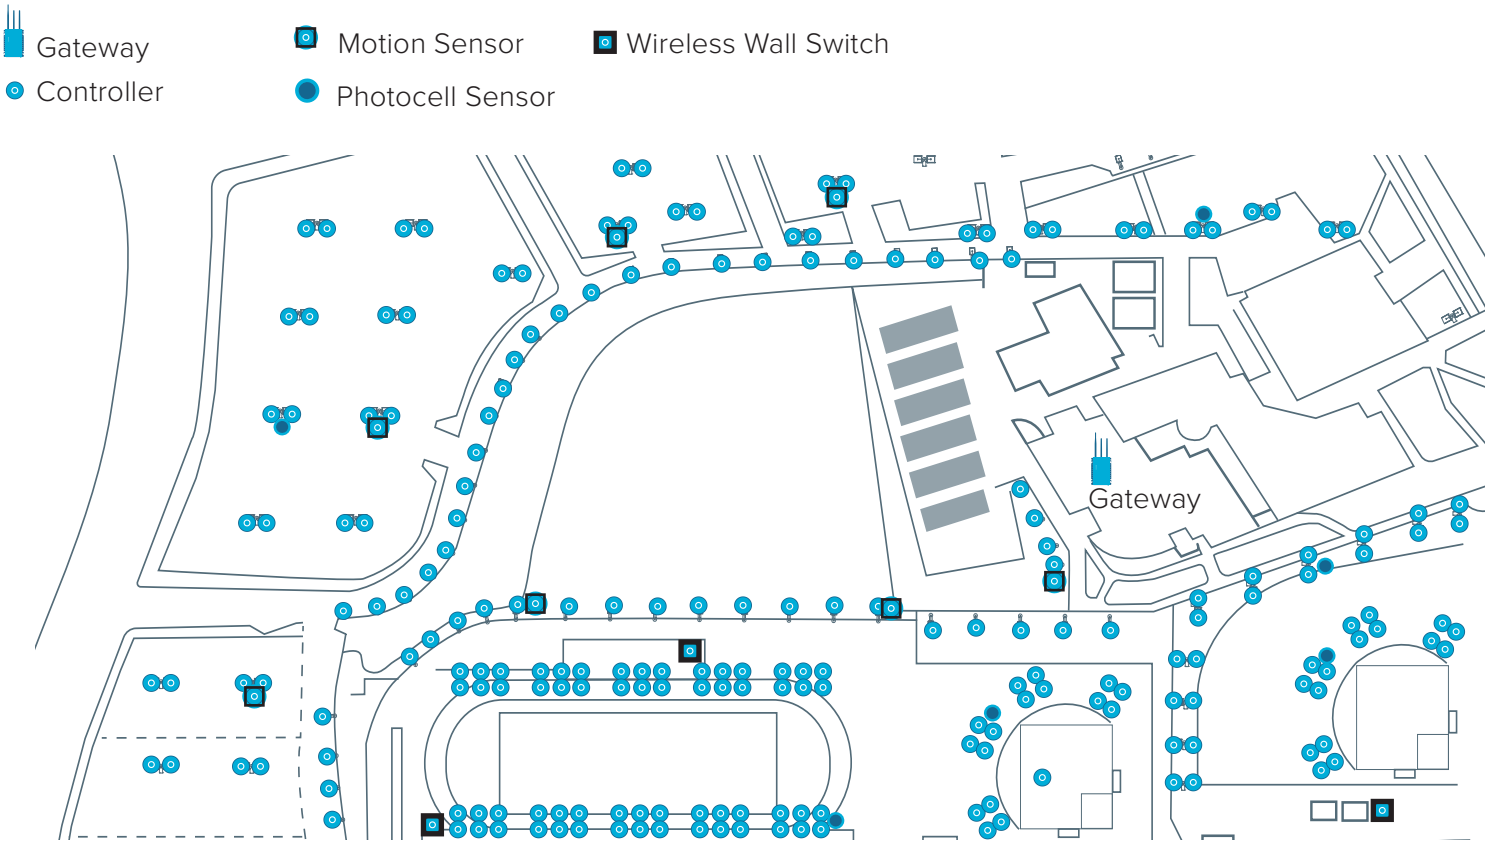 Gateway
Motion Sensor
Wireless Wall Switch
Controller
Photocell Sensor
Gateway